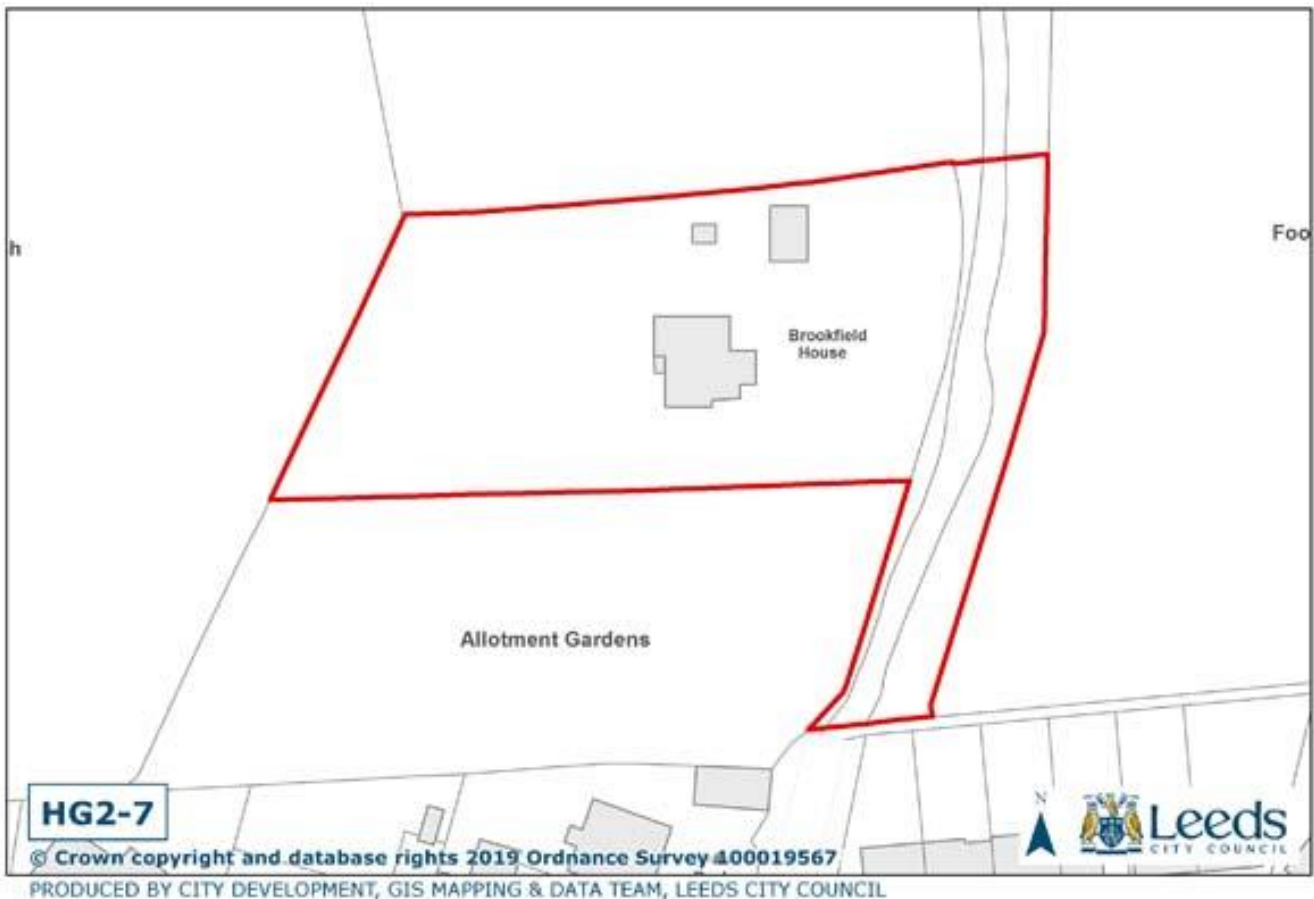 h
Foo
Brookfield
House
Allotment Gardens
HG2-7
N
Leeds
CITY COUNCIL
© Crown copyright and database rights 2019 Ordnance Survey 100019567
PRODUCED BY CITY DEVELOPMENT, GIS MAPPING & DATA TEAM, LEEDS CITY COUNCIL